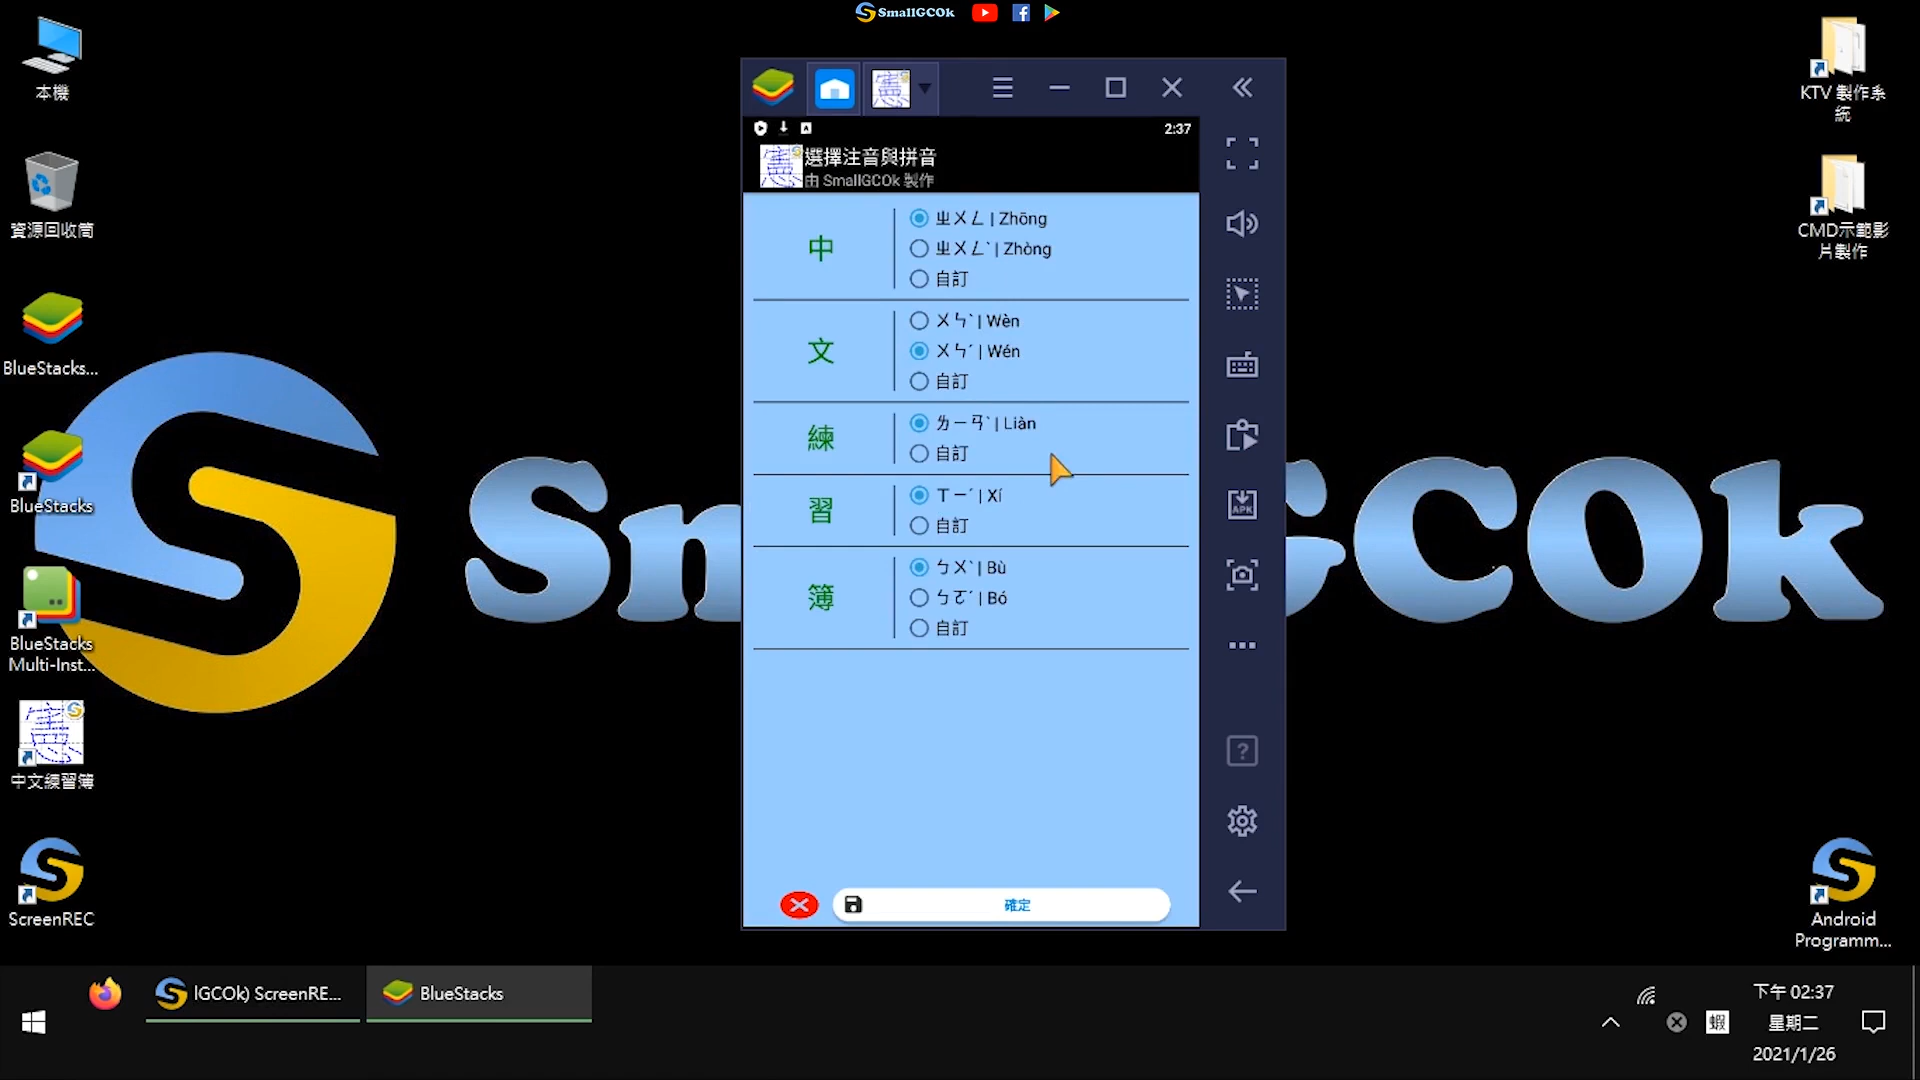 SmallGCOk
本機
資源回收筒
BlueStacks...
BlueStacks
BlueStacks
Multi-Inst...
中文練習簿
ScreenREC
2:37
選擇注音與拼音
由 SmallGCOk 製作
中
ㄓㄨㄥ | Zhōng
ㄓㄨㄥˋ | Zhòng
自訂
文
ㄨㄣˋ | Wèn
ㄨㄣˊ | Wén
自訂
練
ㄌㄧㄢˋ | Liàn
自訂
習
ㄒㄧˊ | Xí
自訂
簿
ㄅㄨˋ | Bù
ㄅㄛˊ | Bó
自訂
確定
APK
KTV 製作系
統
CMD示範影
片製作
Android
Programm...
GCOk
lGCOk) ScreenRE...
BlueStacks
蝦
下午 02:37
星期二
2021/1/26